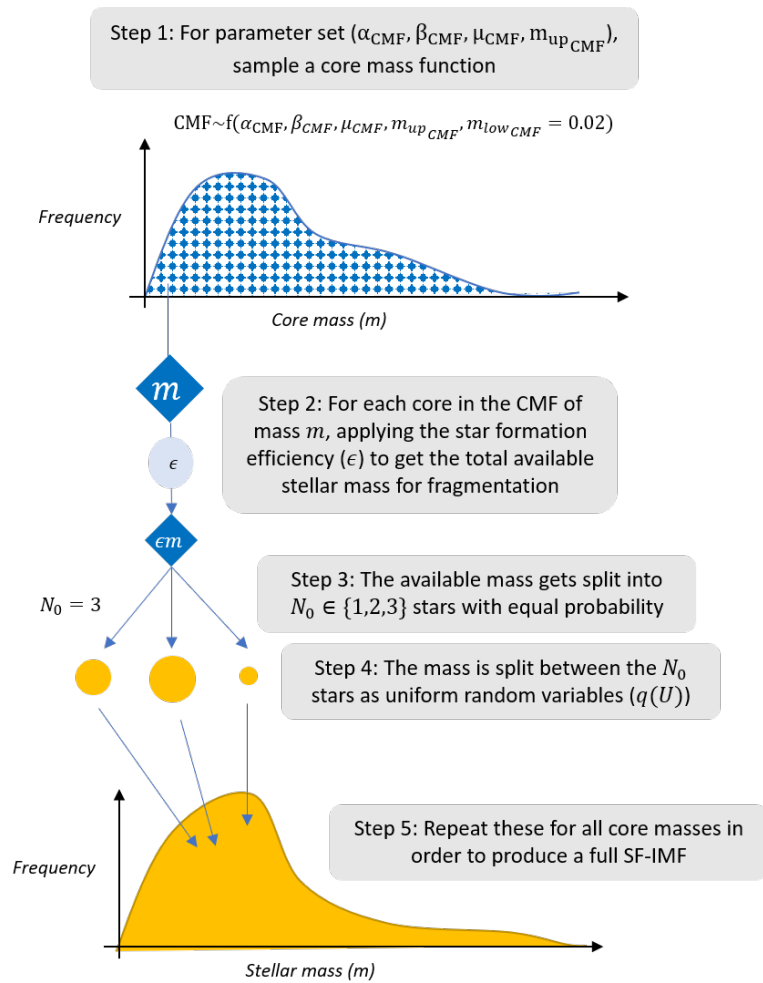 Step 1: For parameter set (α_CMF, β_CMF, μ_CMF, m_up_CMF),
sample a core mass function
CMF~f(α_CMF, β_CMF, μ_CMF, m_up_CMF, m_low_CMF = 0.02)
Frequency
Core mass (m)
m
Step 2: For each core in the CMF of
mass m, applying the star formation
efficiency (ϵ) to get the total available
stellar mass for fragmentation
ϵ
ϵm
Step 3: The available mass gets split into
N₀ ∈ {1,2,3} stars with equal probability
N₀ = 3
Step 4: The mass is split between the N₀
stars as uniform random variables (q(U))
Step 5: Repeat these for all core masses in
order to produce a full SF-IMF
Frequency
Stellar mass (m)